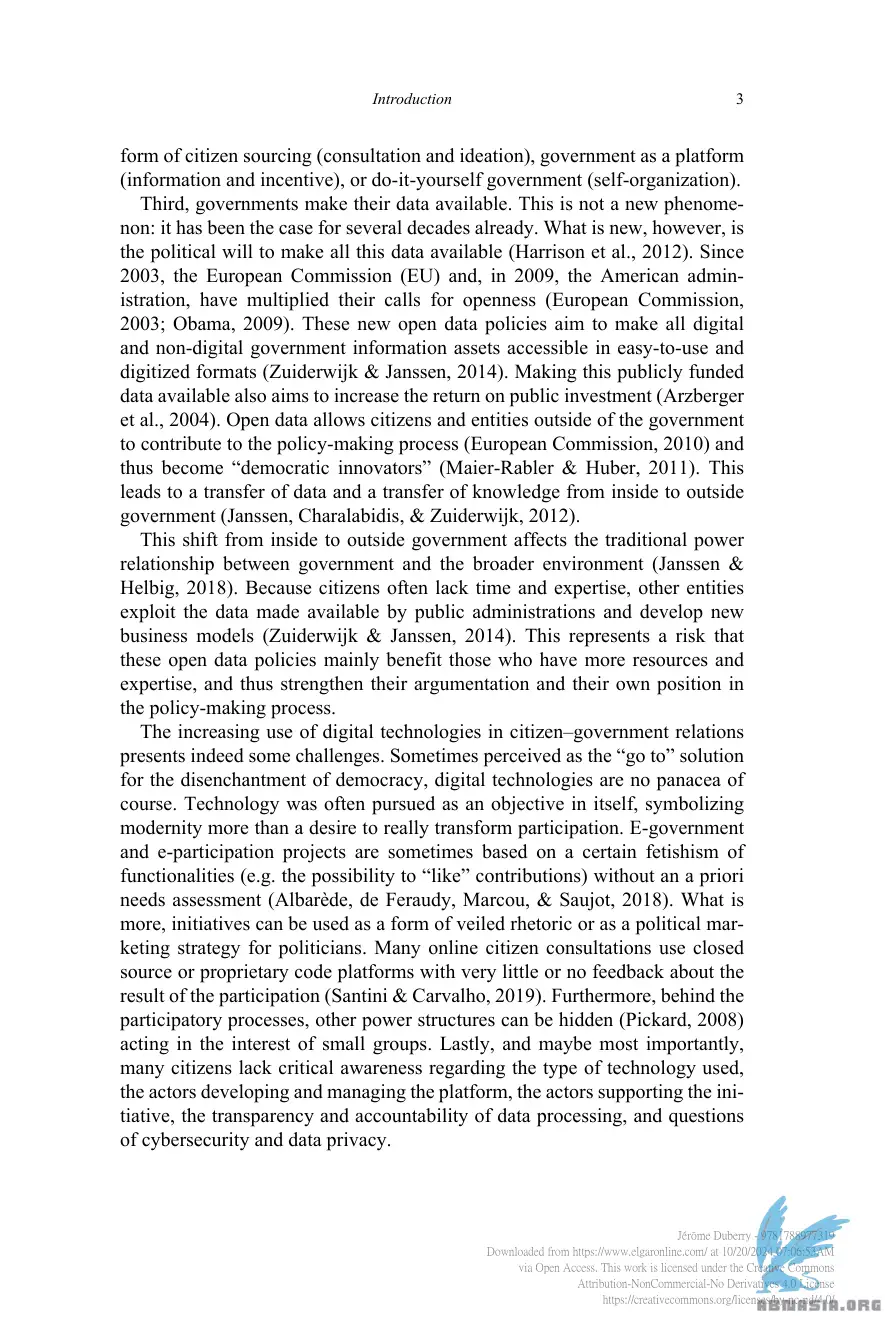 Introduction 3
form of citizen sourcing (consultation and ideation), government as a platform
(information and incentive), or do-it-yourself government (self-organization).
Third, governments make their data available. This is not a new phenome-
non: it has been the case for several decades already. What is new, however, is
the political will to make all this data available (Harrison et al., 2012). Since
2003, the European Commission (EU) and, in 2009, the American admin-
istration, have multiplied their calls for openness (European Commission,
2003; Obama, 2009). These new open data policies aim to make all digital
and non-digital government information assets accessible in easy-to-use and
digitized formats (Zuiderwijk & Janssen, 2014). Making this publicly funded
data available also aims to increase the return on public investment (Arzberger
et al., 2004). Open data allows citizens and entities outside of the government
to contribute to the policy-making process (European Commission, 2010) and
thus become “democratic innovators” (Maier-Rabler & Huber, 2011). This
leads to a transfer of data and a transfer of knowledge from inside to outside
government (Janssen, Charalabidis, & Zuiderwijk, 2012).
This shift from inside to outside government affects the traditional power
relationship between government and the broader environment (Janssen &
Helbig, 2018). Because citizens often lack time and expertise, other entities
exploit the data made available by public administrations and develop new
business models (Zuiderwijk & Janssen, 2014). This represents a risk that
these open data policies mainly benefit those who have more resources and
expertise, and thus strengthen their argumentation and their own position in
the policy-making process.
The increasing use of digital technologies in citizen–government relations
presents indeed some challenges. Sometimes perceived as the “go to” solution
for the disenchantment of democracy, digital technologies are no panacea of
course. Technology was often pursued as an objective in itself, symbolizing
modernity more than a desire to really transform participation. E-government
and e-participation projects are sometimes based on a certain fetishism of
functionalities (e.g. the possibility to “like” contributions) without an a priori
needs assessment (Albarède, de Feraudy, Marcou, & Saujot, 2018). What is
more, initiatives can be used as a form of veiled rhetoric or as a political mar-
keting strategy for politicians. Many online citizen consultations use closed
source or proprietary code platforms with very little or no feedback about the
result of the participation (Santini & Carvalho, 2019). Furthermore, behind the
participatory processes, other power structures can be hidden (Pickard, 2008)
acting in the interest of small groups. Lastly, and maybe most importantly,
many citizens lack critical awareness regarding the type of technology used,
the actors developing and managing the platform, the actors supporting the ini-
tiative, the transparency and accountability of data processing, and questions
of cybersecurity and data privacy.
Jérôme Duberry - 9781788977319
Downloaded from https://www.elgaronline.com/ at 10/20/2024 07:06:53AM
via Open Access. This work is licensed under the Creative Commons
Attribution-NonCommercial-No Derivatives 4.0 License
https://creativecommons.org/licenses/by-nc-nd/4.0/
ABWASIA.ORG